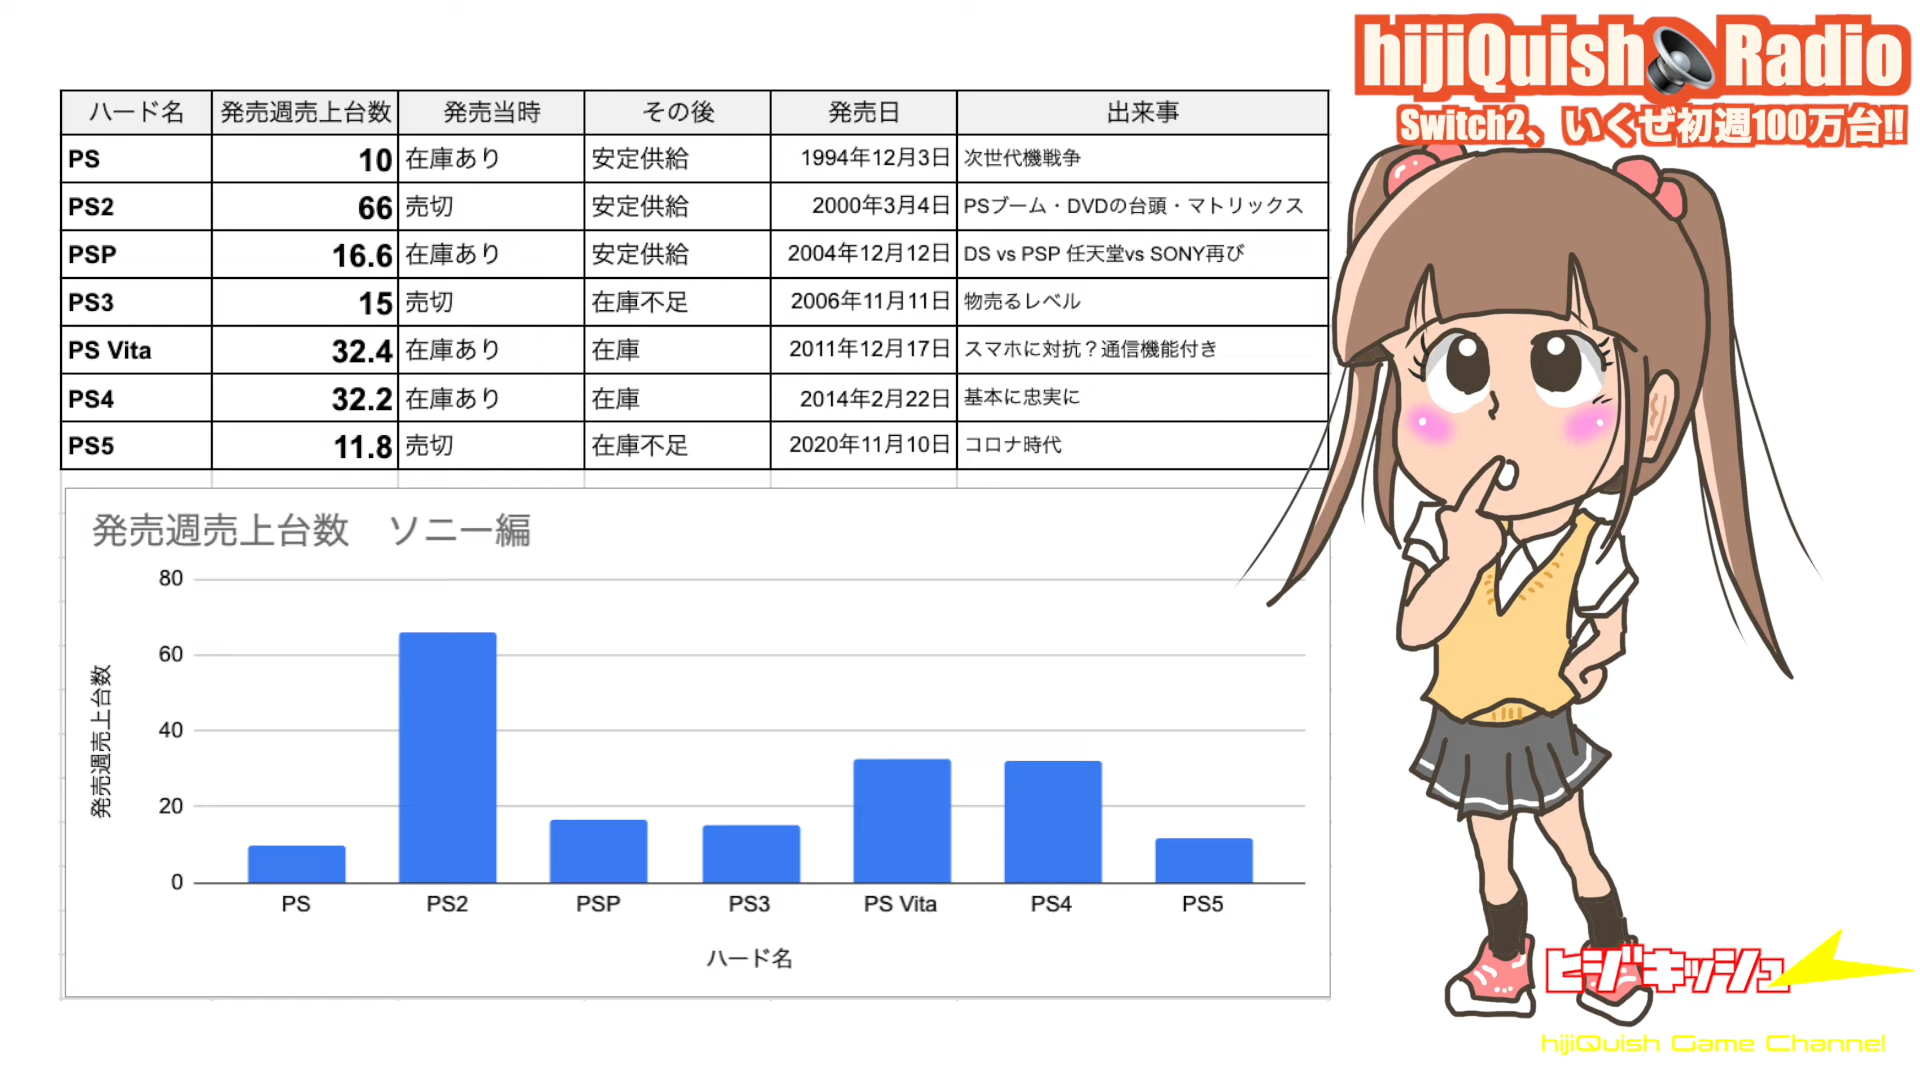 hijiQuish Radio
Switch2、いくぜ初週100万台!!
ハード名 発売週売上台数 発売当時 その後 発売日 出来事
PS 10 在庫あり 安定供給 1994年12月3日 次世代機戦争
PS2 66 売切 安定供給 2000年3月4日 PSブーム・DVDの台頭・マトリックス
PSP 16.6 在庫あり 安定供給 2004年12月12日 DS vs PSP 任天堂vs SONY再び
PS3 15 売切 在庫不足 2006年11月11日 物売るレベル
PS Vita 32.4 在庫あり 在庫 2011年12月17日 スマホに対抗？通信機能付き
PS4 32.2 在庫あり 在庫 2014年2月22日 基本に忠実に
PS5 11.8 売切 在庫不足 2020年11月10日 コロナ時代
発売週売上台数　ソニー編
80
60
40
20
0
発売週売上台数
PS PS2 PSP PS3 PS Vita PS4 PS5
ハード名
ヒジキッシュ
hijiQuish Game Channel